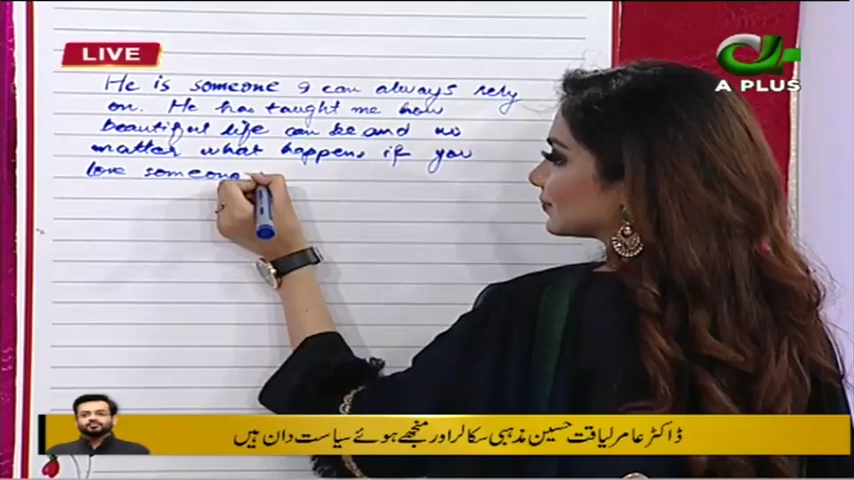 LIVE
A PLUS
He is someone I can always rely
on. He has taught me how
beautiful life can be and no
matter what happens if you
love someone
ڈاکٹر عامر لیاقت حسین مذہبی سکالر اور منجھے ہوئے سیاست دان ہیں